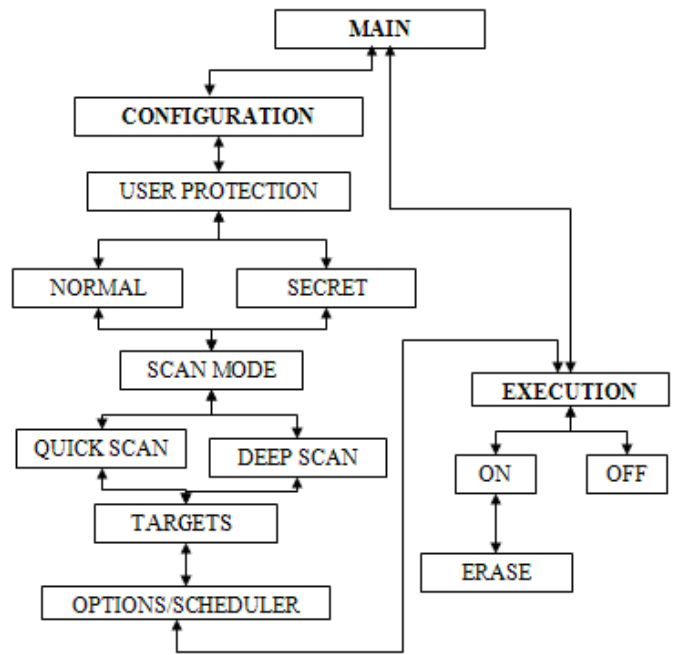 MAIN
CONFIGURATION
USER PROTECTION
NORMAL
SECRET
SCAN MODE
EXECUTION
QUICK SCAN
DEEP SCAN
ON
OFF
TARGETS
ERASE
OPTIONS/SCHEDULER